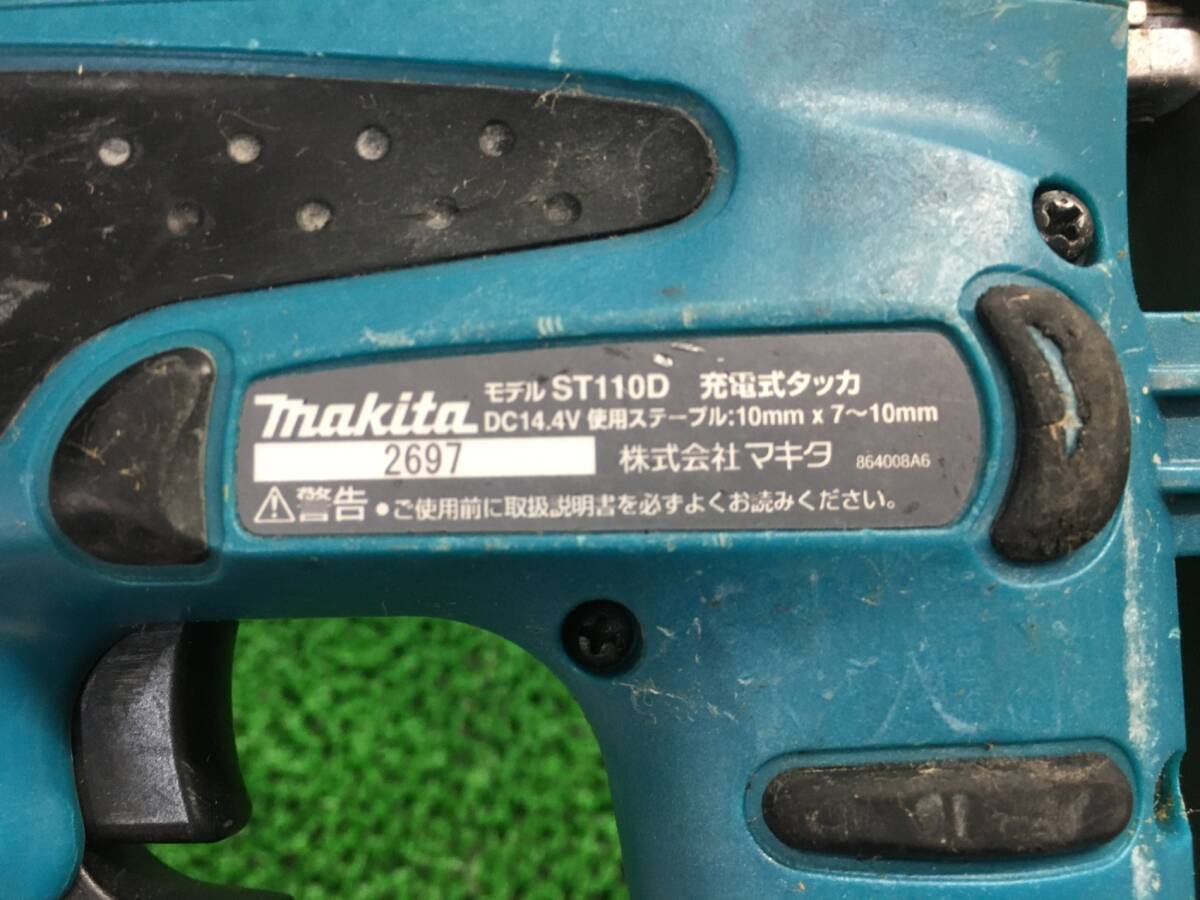 makita モデル ST110D 充電式タッカ
DC14.4V 使用ステープル:10mm x 7～10mm
2697 株式会社マキタ 864008A6
警告 ●ご使用前に取扱説明書を必ずよくお読みください。